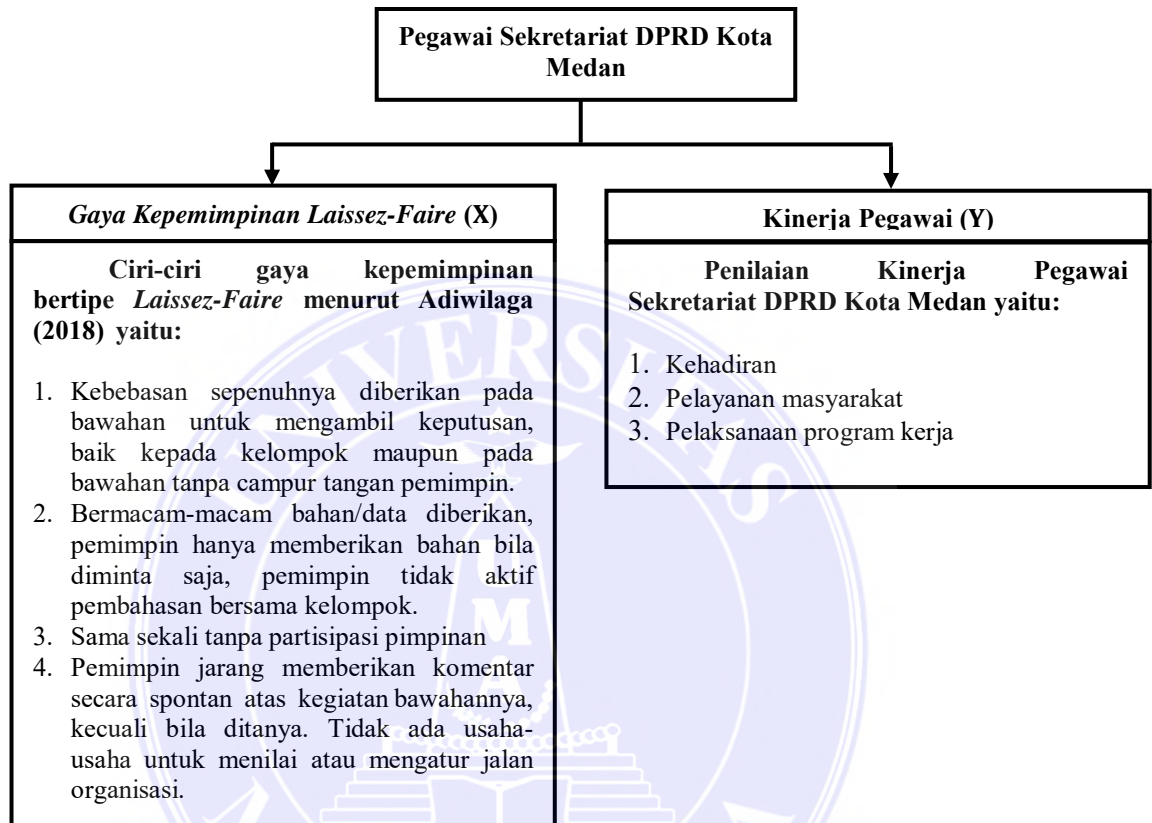 Pegawai Sekretariat DPRD Kota
Medan
Gaya Kepemimpinan Laissez-Faire (X)
Ciri-ciri gaya kepemimpinan
bertipe Laissez-Faire menurut Adiwilaga
(2018) yaitu:
1. Kebebasan sepenuhnya diberikan pada
bawahan untuk mengambil keputusan,
baik kepada kelompok maupun pada
bawahan tanpa campur tangan pemimpin.
2. Bermacam-macam bahan/data diberikan,
pemimpin hanya memberikan bahan bila
diminta saja, pemimpin tidak aktif
pembahasan bersama kelompok.
3. Sama sekali tanpa partisipasi pimpinan
4. Pemimpin jarang memberikan komentar
secara spontan atas kegiatan bawahannya,
kecuali bila ditanya. Tidak ada usaha-
usaha untuk menilai atau mengatur jalan
organisasi.
Kinerja Pegawai (Y)
Penilaian Kinerja Pegawai
Sekretariat DPRD Kota Medan yaitu:
1. Kehadiran
2. Pelayanan masyarakat
3. Pelaksanaan program kerja
UNIVERSITAS
U
M
A